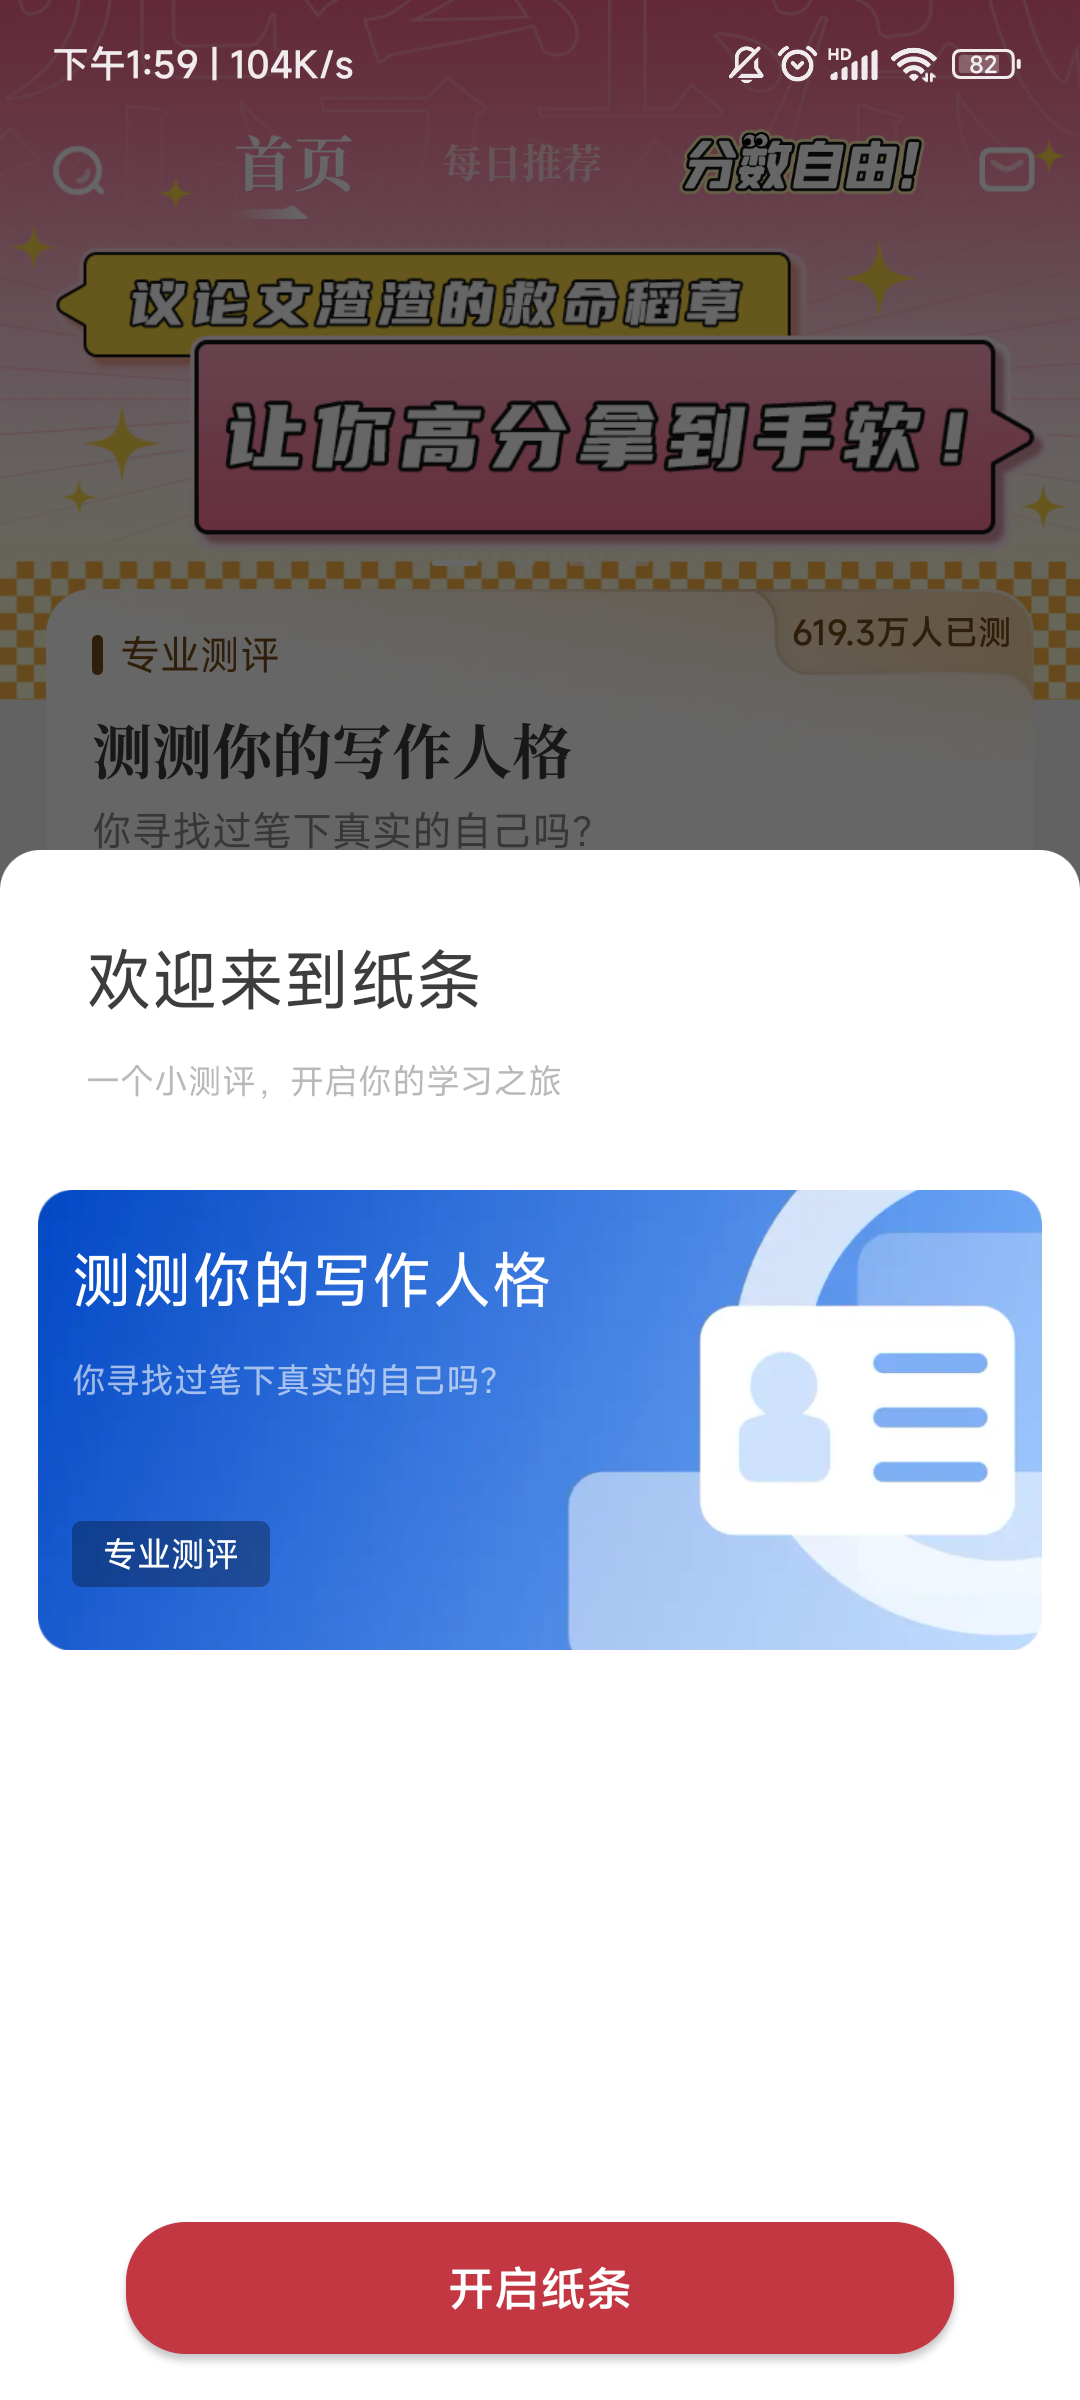 下午1:59 | 104K/s
HD
82
首页
每日推荐
分数自由!
议论文渣渣的救命稻草
让你高分拿到手软！
专业测评
619.3万人已测
测测你的写作人格
你寻找过笔下真实的自己吗?
欢迎来到纸条
一个小测评，开启你的学习之旅
测测你的写作人格
你寻找过笔下真实的自己吗?
专业测评
开启纸条